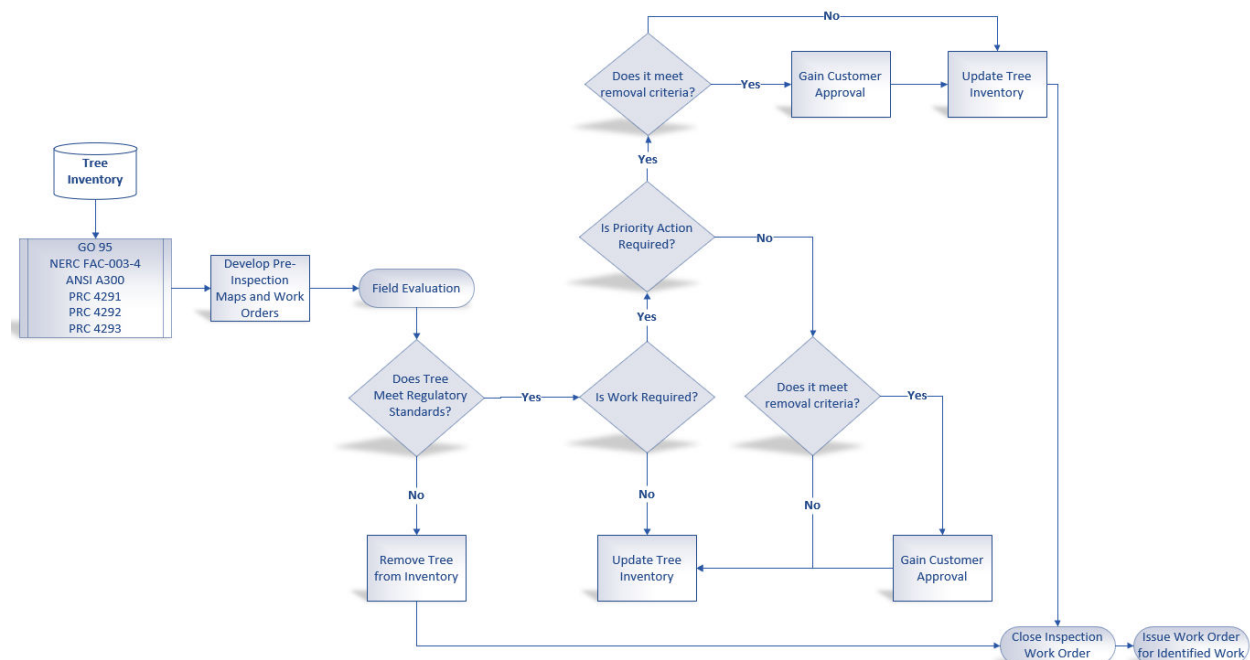 No
Does it meet
removal criteria?
Yes
Gain Customer
Approval
Update Tree
Inventory
Yes
Tree
Inventory
Is Priority Action
Required?
No
GO 95
NERC FAC-003-4
ANSI A300
PRC 4291
PRC 4292
PRC 4293
Develop Pre-
Inspection
Maps and Work
Orders
Field Evaluation
Yes
Does Tree
Meet Regulatory
Standards?
Yes
Is Work Required?
Does it meet
removal criteria?
Yes
No
No
No
Remove Tree
from Inventory
Update Tree
Inventory
Gain Customer
Approval
Close Inspection
Work Order
Issue Work Order
for Identified Work